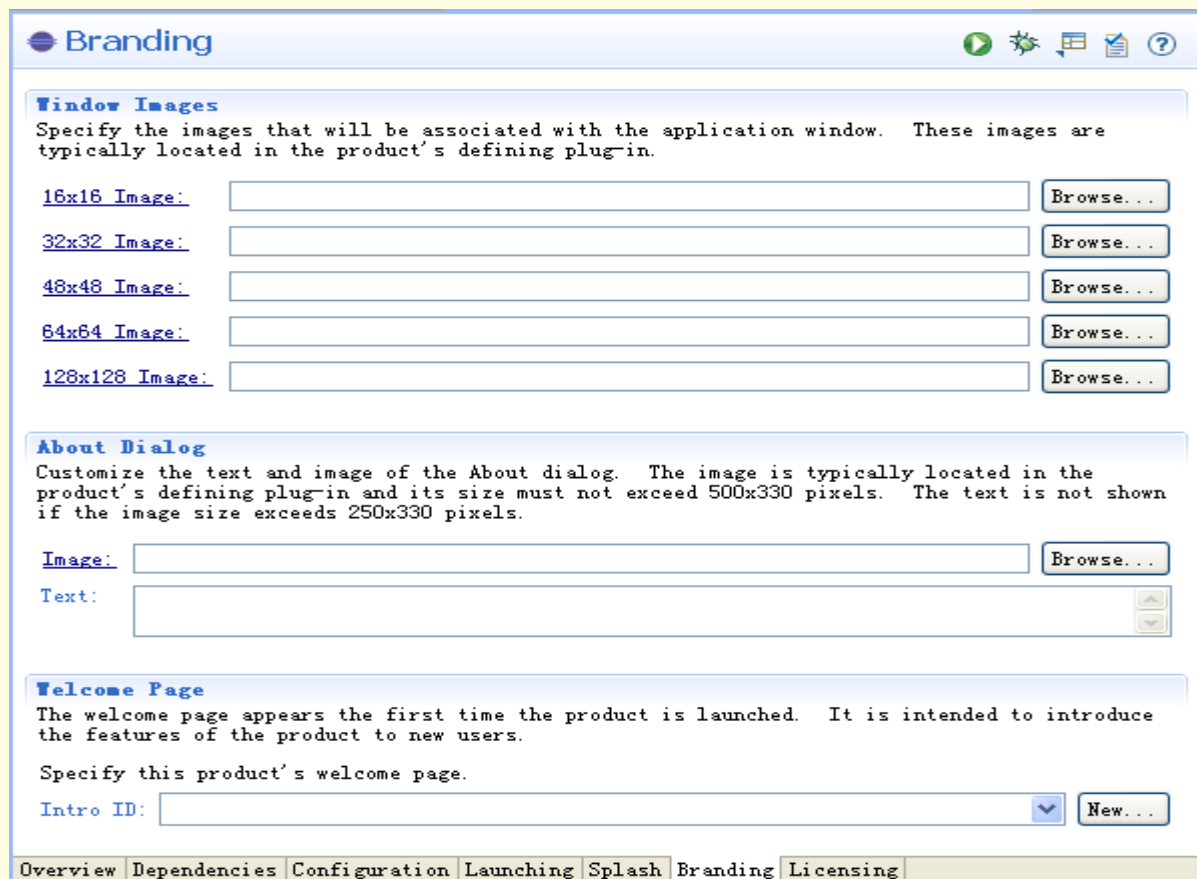 Branding
Window Images
Specify the images that will be associated with the application window.  These images are
typically located in the product's defining plug-in.
16x16 Image: Browse...
32x32 Image: Browse...
48x48 Image: Browse...
64x64 Image: Browse...
128x128 Image: Browse...
About Dialog
Customize the text and image of the About dialog.  The image is typically located in the
product's defining plug-in and its size must not exceed 500x330 pixels.  The text is not shown
if the image size exceeds 250x330 pixels.
Image: Browse...
Text:
Welcome Page
The welcome page appears the first time the product is launched.  It is intended to introduce
the features of the product to new users.
Specify this product's welcome page.
Intro ID: New...
Overview Dependencies Configuration Launching Splash Branding Licensing